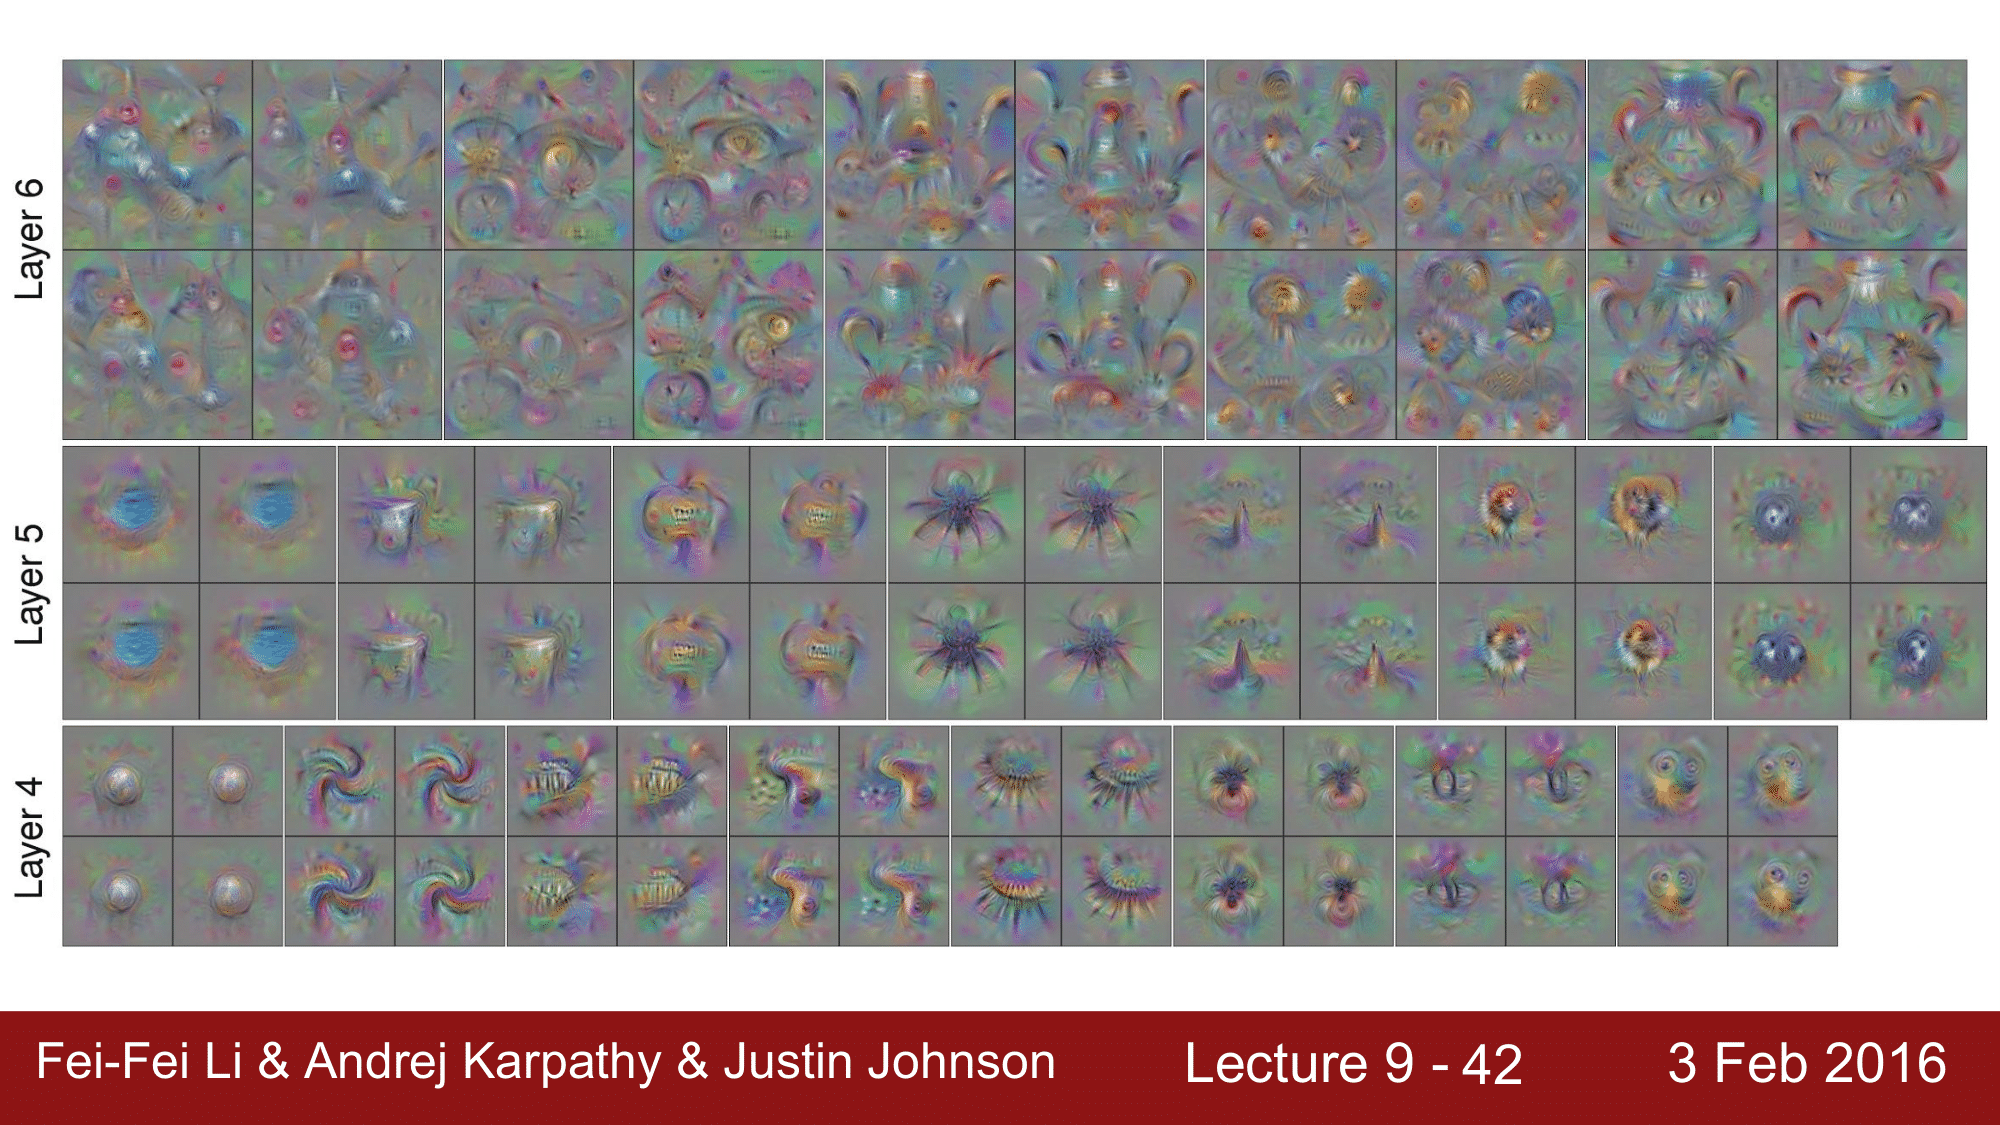 Layer 6
Layer 5
Layer 4
Fei-Fei Li & Andrej Karpathy & Justin Johnson
Lecture 9 - 42
3 Feb 2016